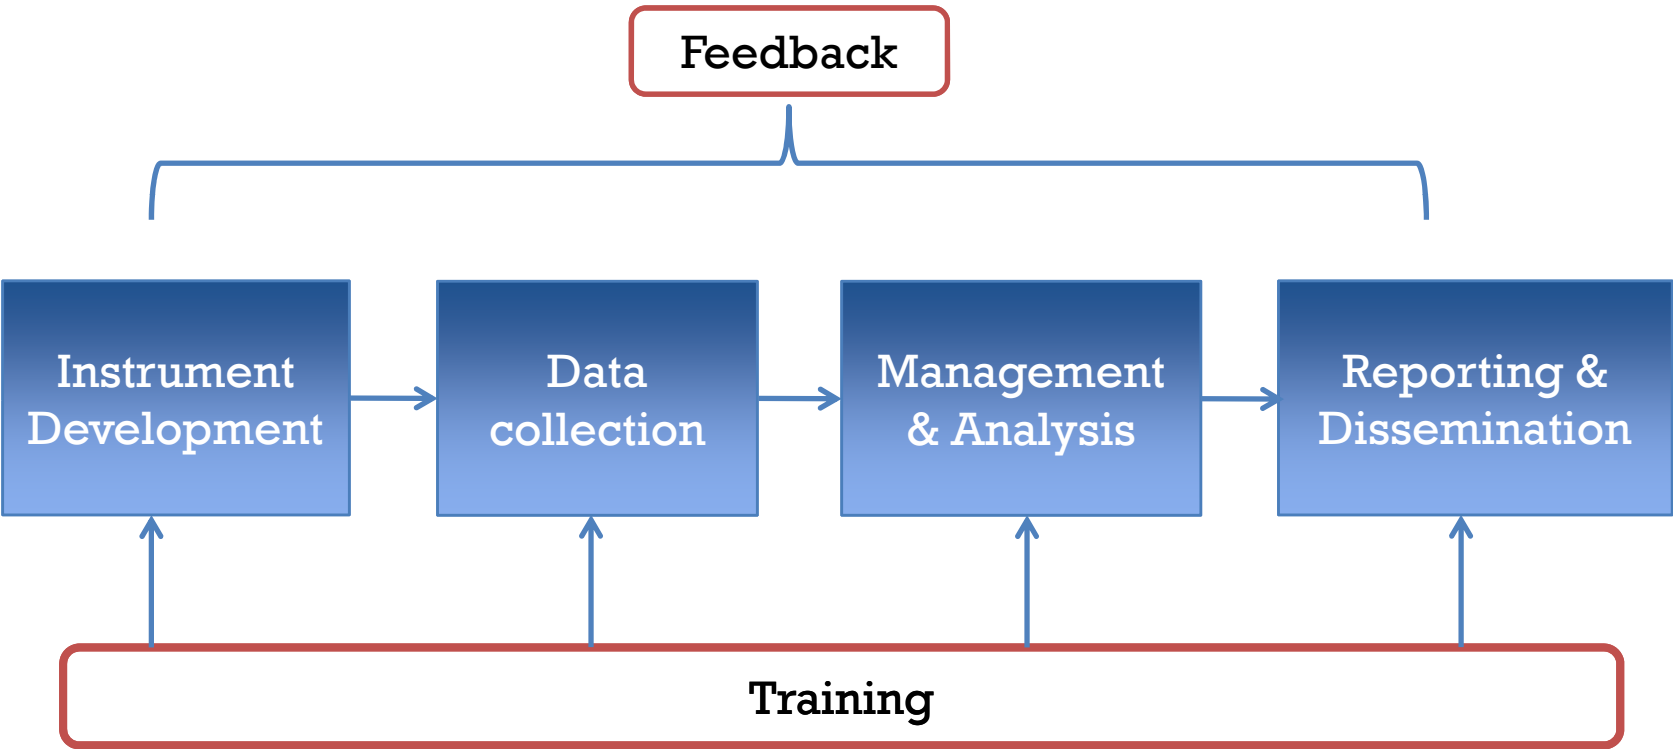 Feedback
Instrument
Development
Data
collection
Management
& Analysis
Reporting &
Dissemination
Training